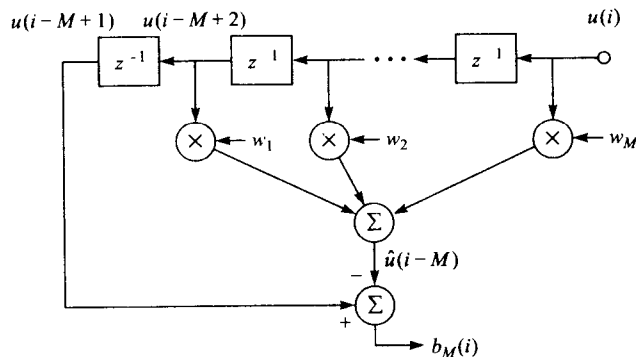 u(i−M+1) u(i−M+2) u(i)
z⁻¹ z⁻¹ ··· z⁻¹
× w₁ × w₂ × w_M
Σ
û(i−M)
−
Σ
+
b_M(i)